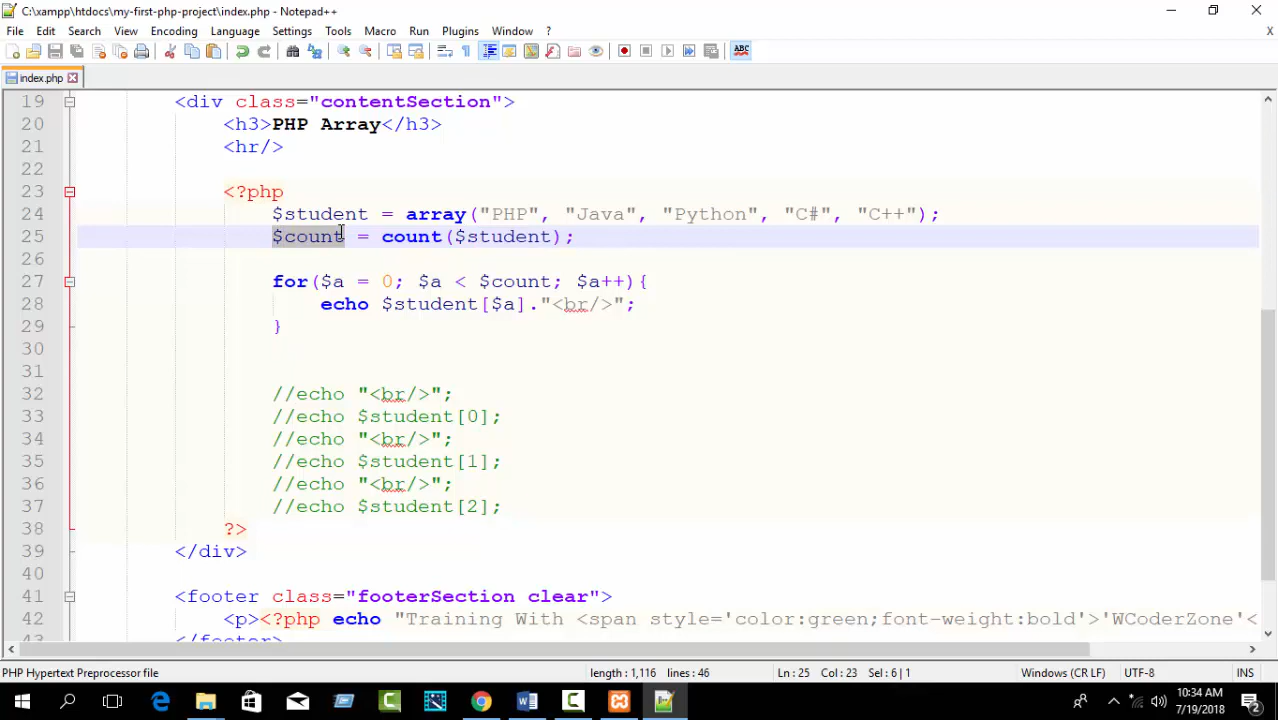 C:\xampp\htdocs\my-first-php-project\index.php - Notepad++
File Edit Search View Encoding Language Settings Tools Macro Run Plugins Window ? X
index.php
19 <div class="contentSection">
20 <h3>PHP Array</h3>
21 <hr/>
22
23 <?php
24 $student = array("PHP", "Java", "Python", "C#", "C++");
25 $count = count($student);
26
27 for($a = 0; $a < $count; $a++){
28 echo $student[$a]."<br/>";
29 }
30
31
32 //echo "<br/>";
33 //echo $student[0];
34 //echo "<br/>";
35 //echo $student[1];
36 //echo "<br/>";
37 //echo $student[2];
38 ?>
39 </div>
40
41 <footer class="footerSection clear">
42 <p><?php echo "Training With <span style='color:green;font-weight:bold'>'WCoderZone'<
43 </footer>
PHP Hypertext Preprocessor file length : 1,116 lines : 46 Ln : 25 Col : 23 Sel : 6 | 1 Windows (CR LF) UTF-8 INS
10:34 AM
7/19/2018